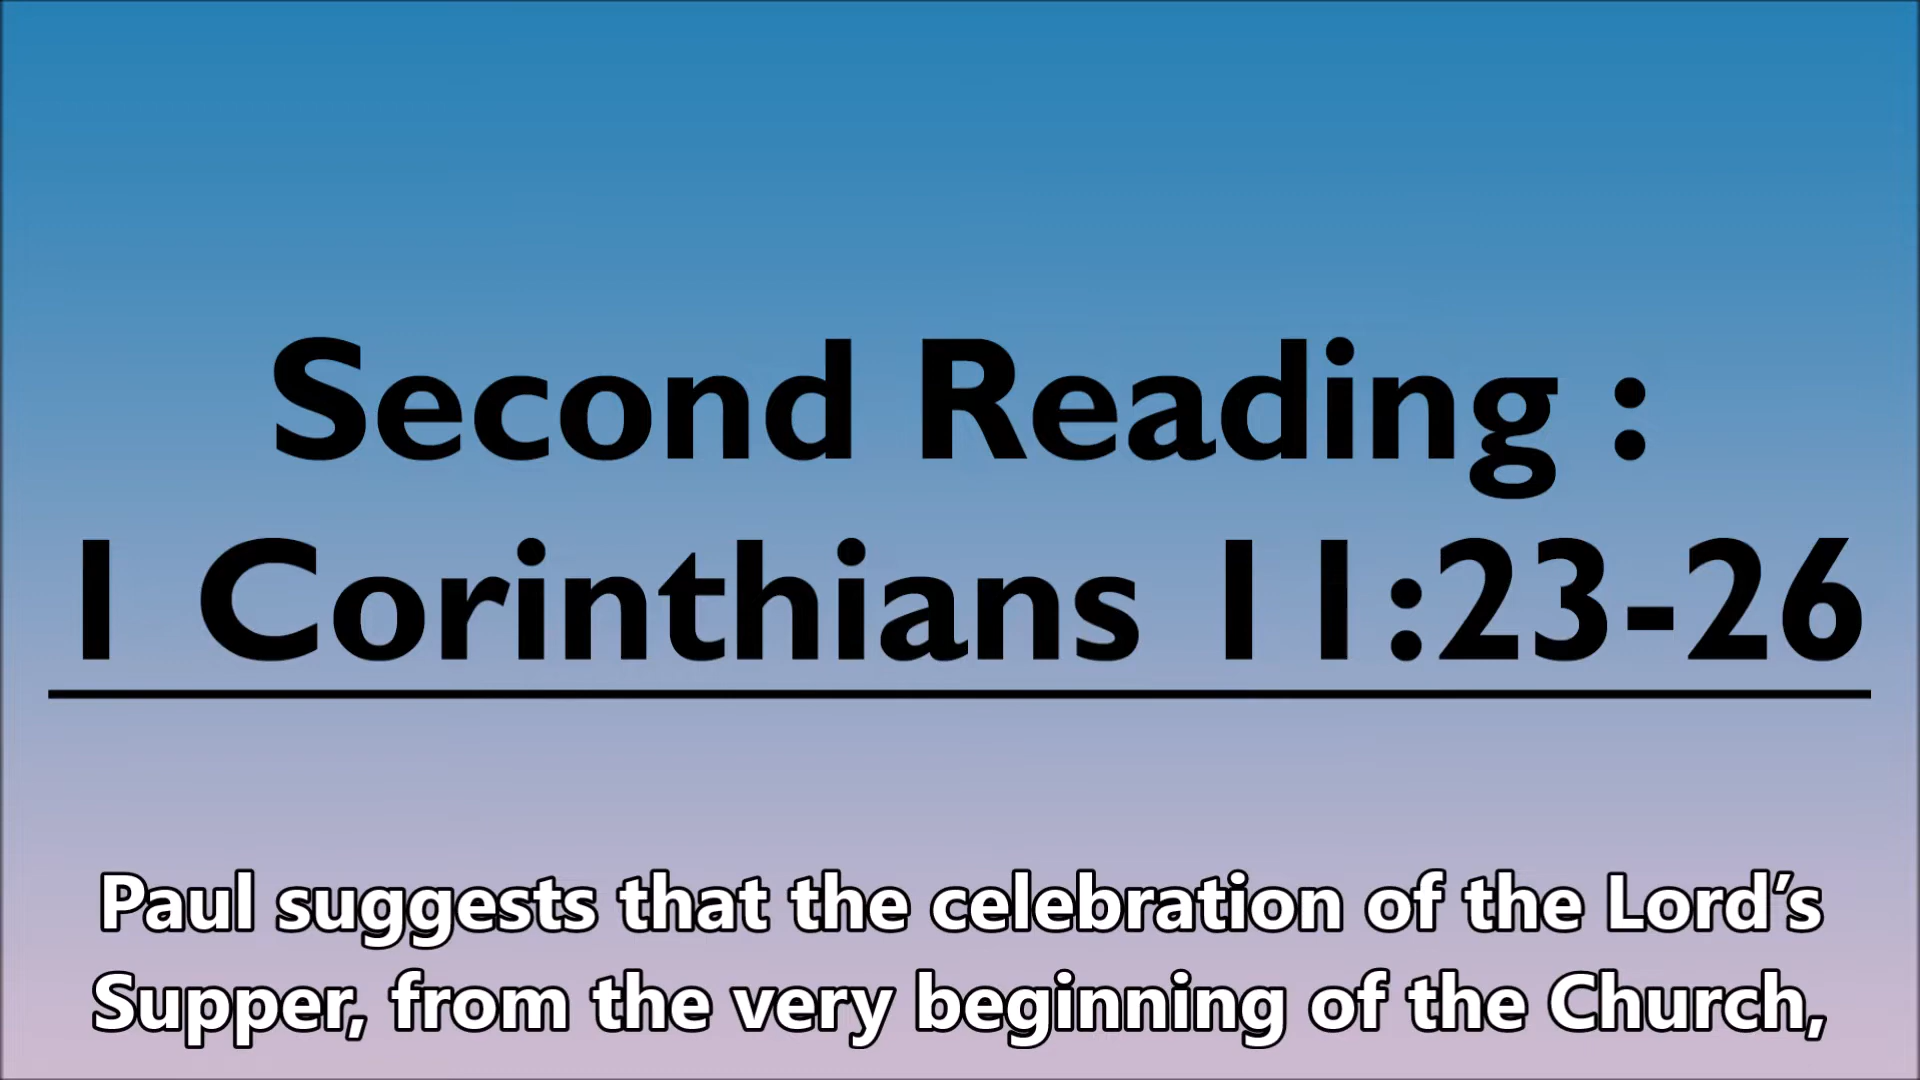 Second Reading :
1 Corinthians 11:23-26
Paul suggests that the celebration of the Lord’s
Supper, from the very beginning of the Church,